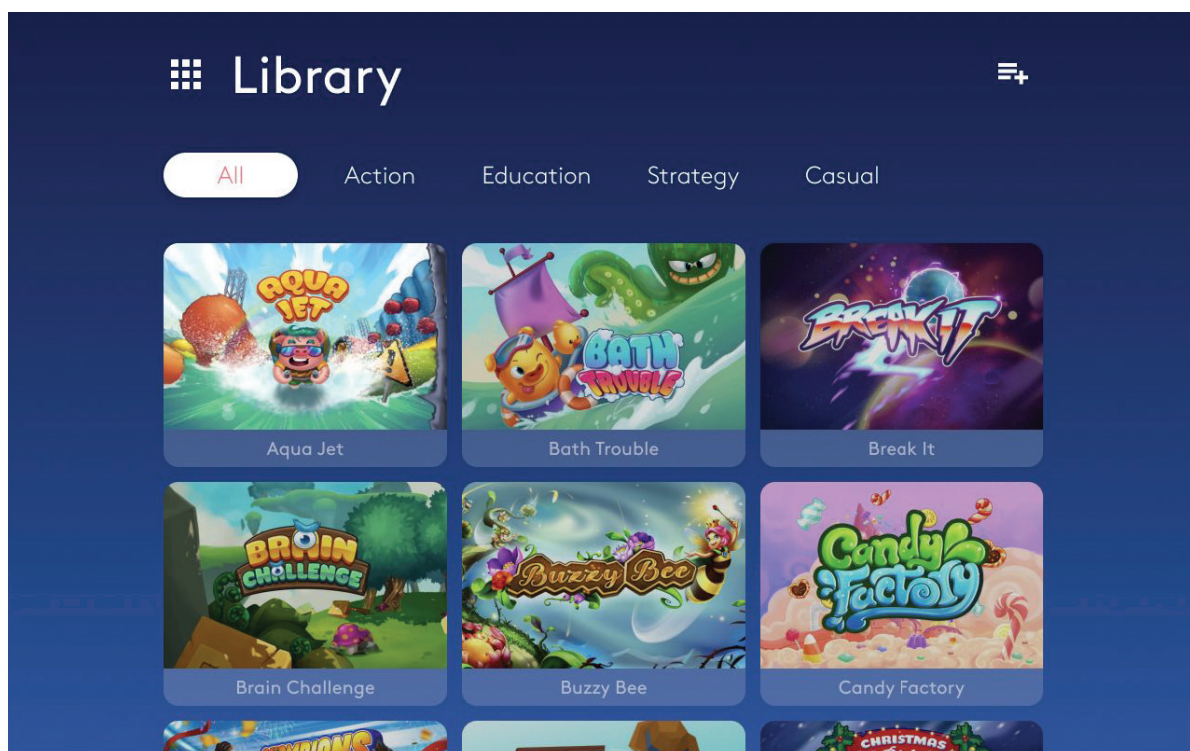 Library
All Action Education Strategy Casual
AQUA
JET
BATH
TROUBLE
BREAK IT
Aqua Jet Bath Trouble Break It
BRAIN
CHALLENGE
Buzzy Bee
Candy
Factory
Brain Challenge Buzzy Bee Candy Factory
CHRISTMAS